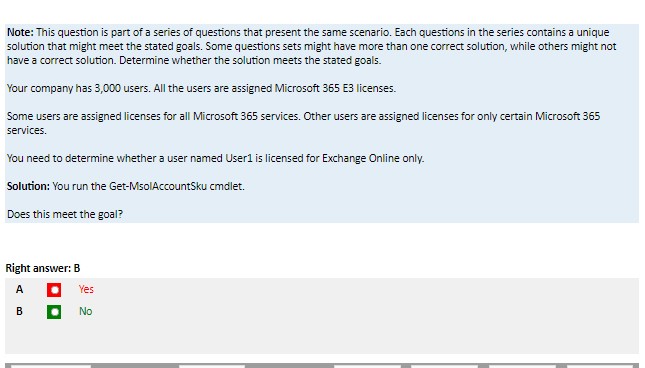 Note: This question is part of a series of questions that present the same scenario. Each questions in the series contains a unique
solution that might meet the stated goals. Some questions sets might have more than one correct solution, while others might not
have a correct solution. Determine whether the solution meets the stated goals.
Your company has 3,000 users. All the users are assigned Microsoft 365 E3 licenses.
Some users are assigned licenses for all Microsoft 365 services. Other users are assigned licenses for only certain Microsoft 365
services.
You need to determine whether a user named User1 is licensed for Exchange Online only.
Solution: You run the Get-MsolAccountSku cmdlet.
Does this meet the goal?
Right answer: B
A Yes
B No